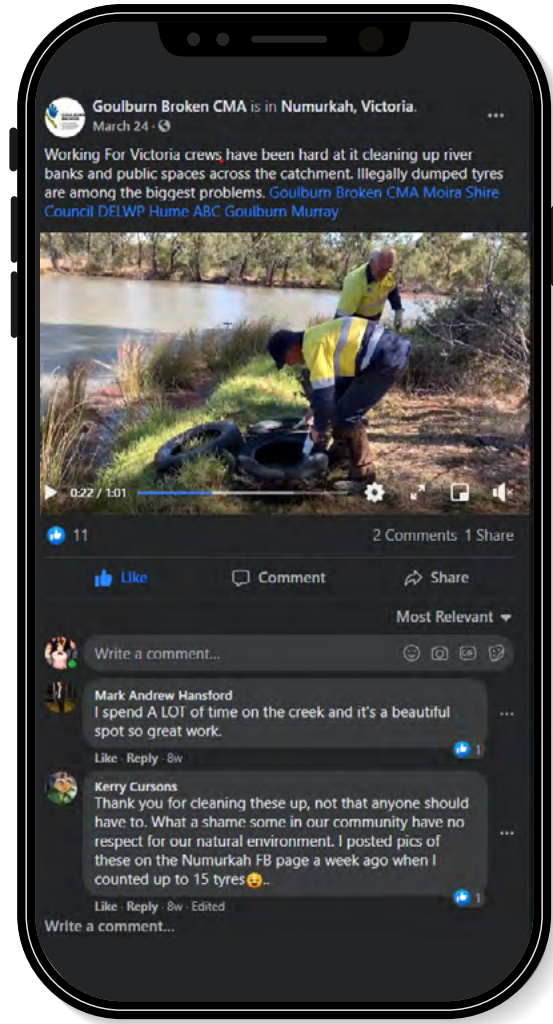 Goulburn Broken CMA is in Numurkah, Victoria.
March 24 ·
Working For Victoria crews have been hard at it cleaning up river
banks and public spaces across the catchment. Illegally dumped tyres
are among the biggest problems. Goulburn Broken CMA Moira Shire
Council DELWP Hume ABC Goulburn Murray
0:22 / 1:01
11
2 Comments 1 Share
Like
Comment
Share
Most Relevant
Write a comment...
GIF
Mark Andrew Hansford
I spend A LOT of time on the creek and it's a beautiful
spot so great work.
1
Like · Reply · 8w
Kerry Cursons
Thank you for cleaning these up, not that anyone should
have to. What a shame some in our community have no
respect for our natural environment. I posted pics of
these on the Numurkah FB page a week ago when I
counted up to 15 tyres😉..
1
Like · Reply · 8w · Edited
Write a comment...